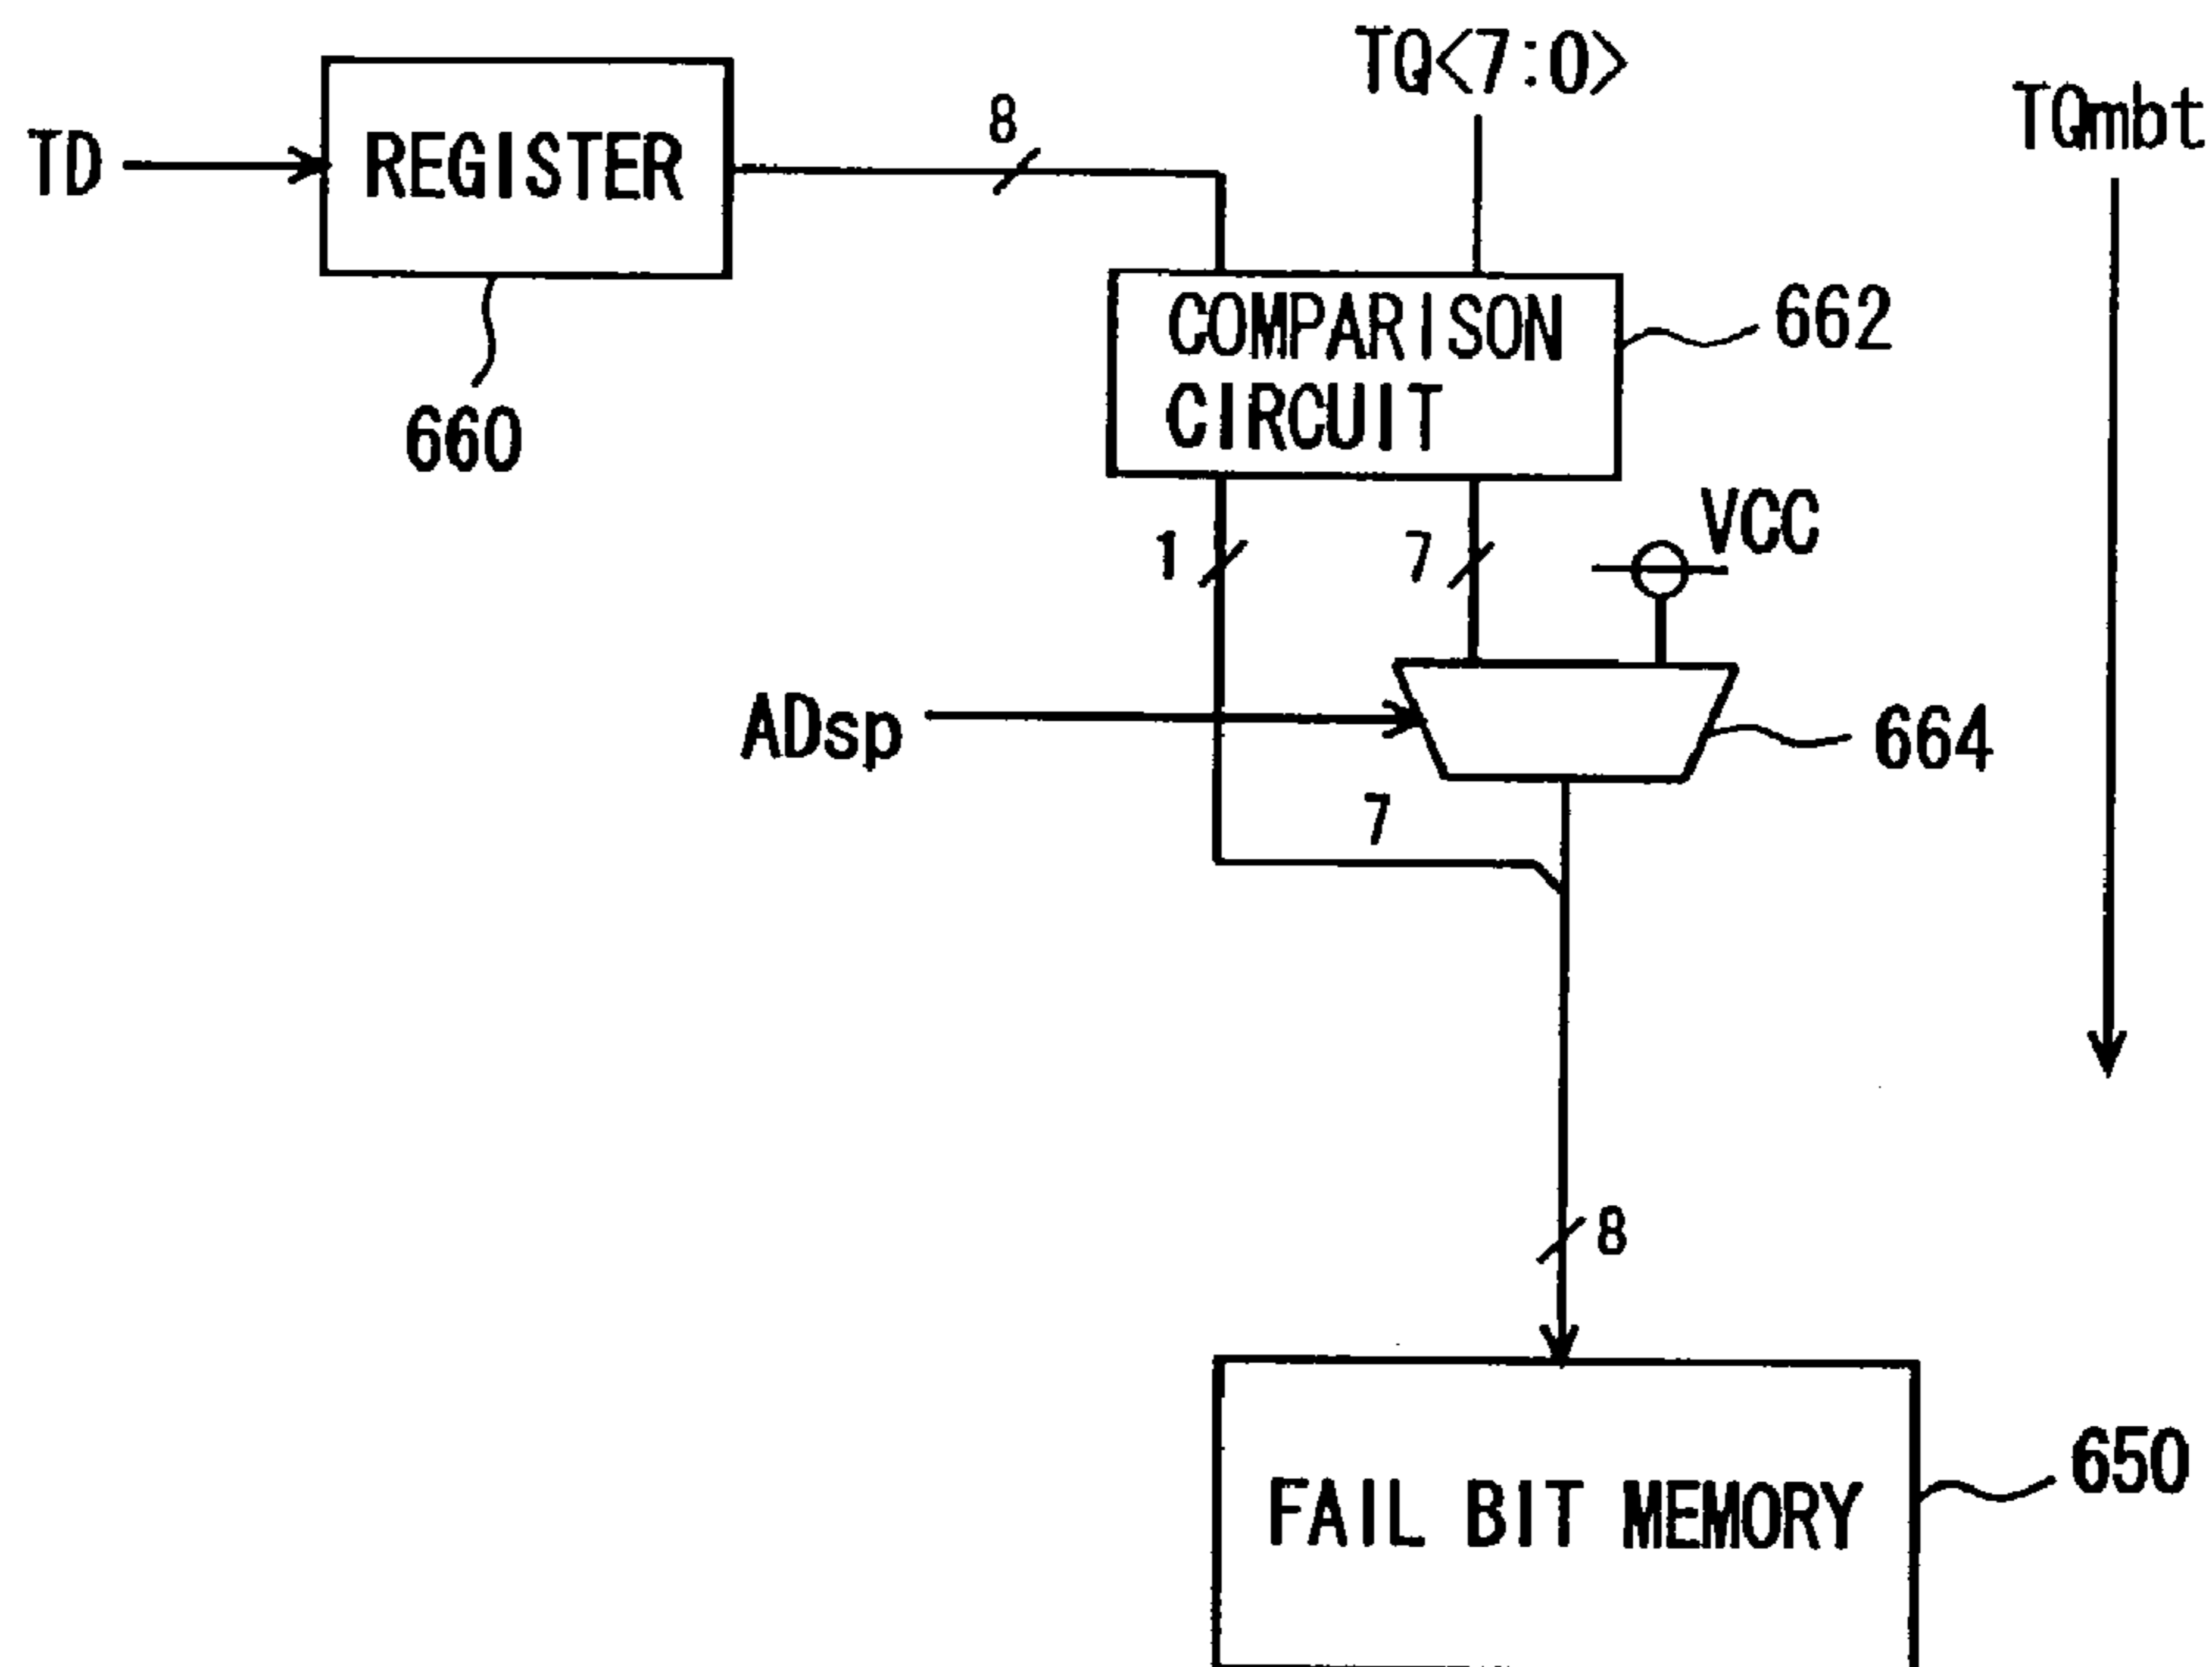 TQ<7:0>
TQmbt
TD
REGISTER
8
660
COMPARISON
CIRCUIT
662
1
7
VCC
ADsp
664
7
8
650
FAIL BIT MEMORY